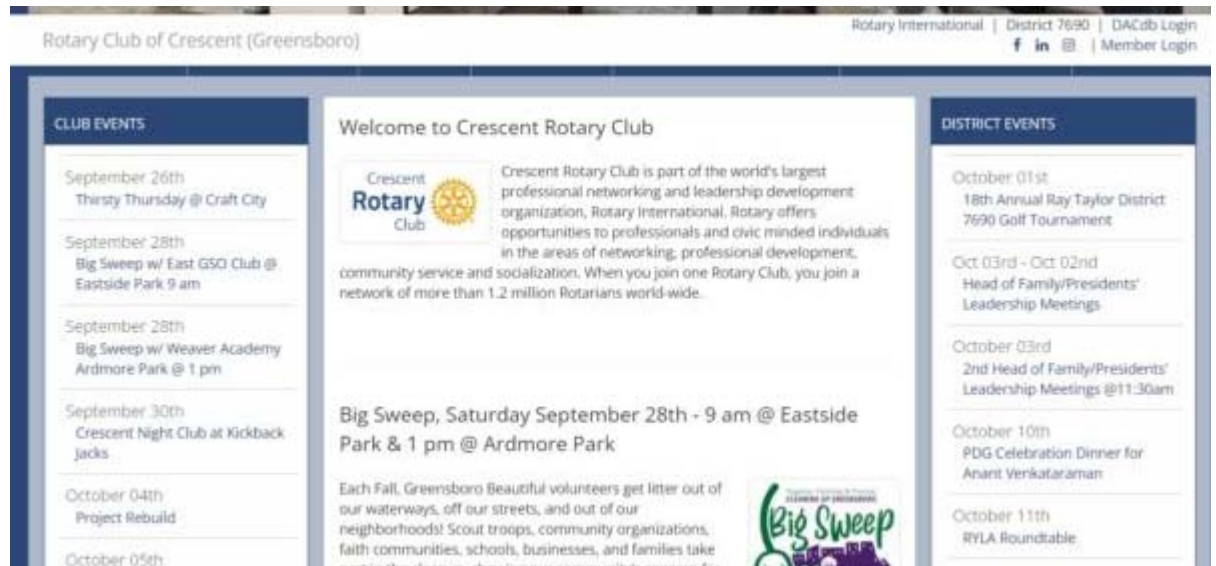 Rotary Club of Crescent (Greensboro)
Rotary International | District 7690 | DACdb Login
f in | Member Login
CLUB EVENTS
September 26th
Thirsty Thursday @ Craft City
September 28th
Big Sweep w/ East GSO Club @
Eastside Park 9 am
September 28th
Big Sweep w/ Weaver Academy
Ardmore Park @ 1 pm
September 30th
Crescent Night Club at Kickback
Jacks
October 04th
Project Rebuild
October 05th
Welcome to Crescent Rotary Club
Crescent
Rotary
Club
Crescent Rotary Club is part of the world's largest
professional networking and leadership development
organization, Rotary International. Rotary offers
opportunities to professionals and civic minded individuals
in the areas of networking, professional development,
community service and socialization. When you join one Rotary Club, you join a
network of more than 1.2 million Rotarians world-wide.
Big Sweep, Saturday September 28th - 9 am @ Eastside
Park & 1 pm @ Ardmore Park
Each Fall, Greensboro Beautiful volunteers get litter out of
our waterways, off our streets, and out of our
neighborhoods! Scout troops, community organizations,
faith communities, schools, businesses, and families take
Big Sweep
DISTRICT EVENTS
October 01st
18th Annual Ray Taylor District
7690 Golf Tournament
Oct 03rd - Oct 02nd
Head of Family/Presidents'
Leadership Meetings
October 03rd
2nd Head of Family/Presidents'
Leadership Meetings @11:30am
October 10th
PDG Celebration Dinner for
Anant Venkataraman
October 11th
RYLA Roundtable